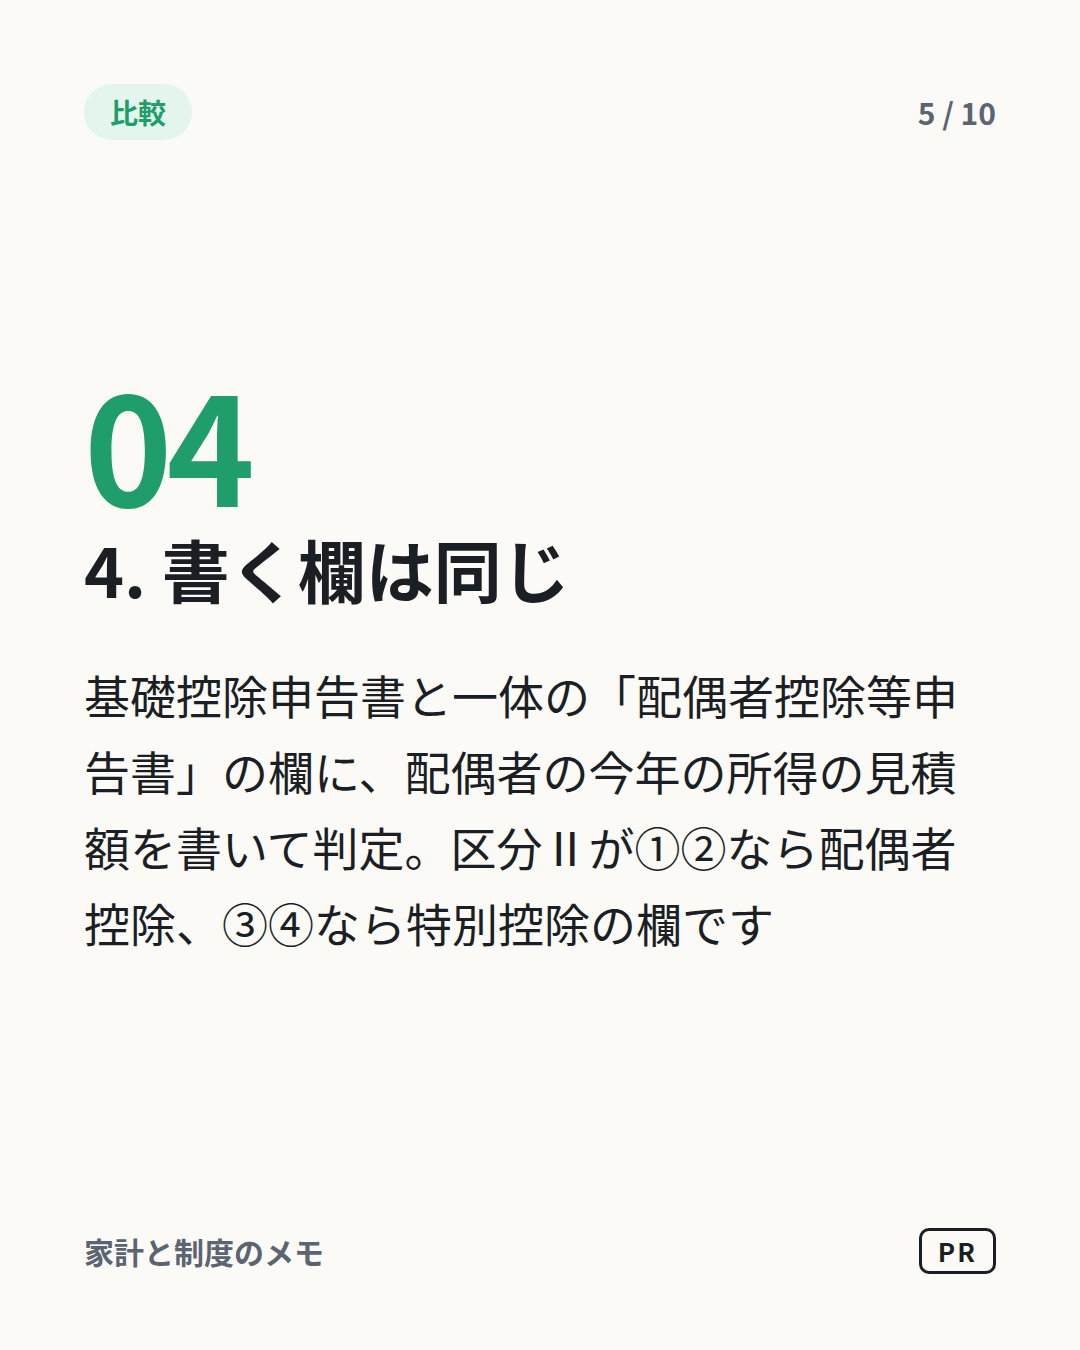 比較
5 / 10
04
4. 書く欄は同じ
基礎控除申告書と一体の「配偶者控除等申
告書」の欄に、配偶者の今年の所得の見積
額を書いて判定。区分Ⅱが①②なら配偶者
控除、③④なら特別控除の欄です
家計と制度のメモ
PR